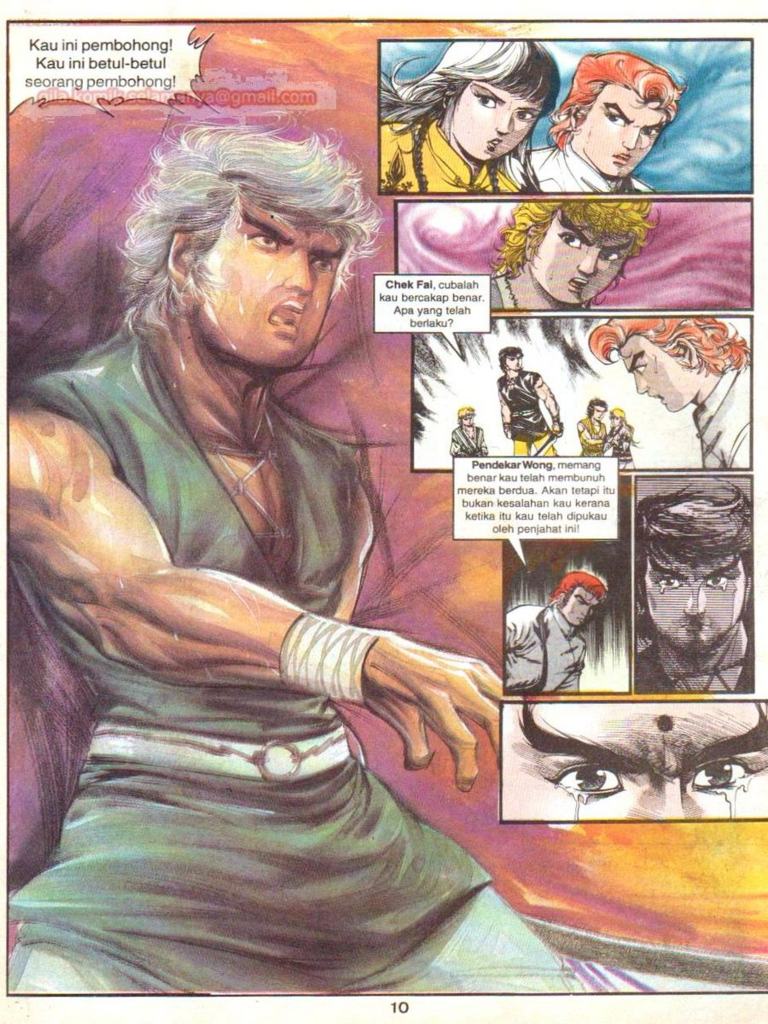 Kau ini pembohong!
Kau ini betul-betul
seorang pembohong!
Chek Fai, cubalah
kau bercakap benar.
Apa yang telah
berlaku?
Pendekar Wong, memang
benar kau telah membunuh
mereka berdua. Akan tetapi itu
bukan kesalahan kau kerana
ketika itu kau telah dipukau
oleh penjahat ini!
10